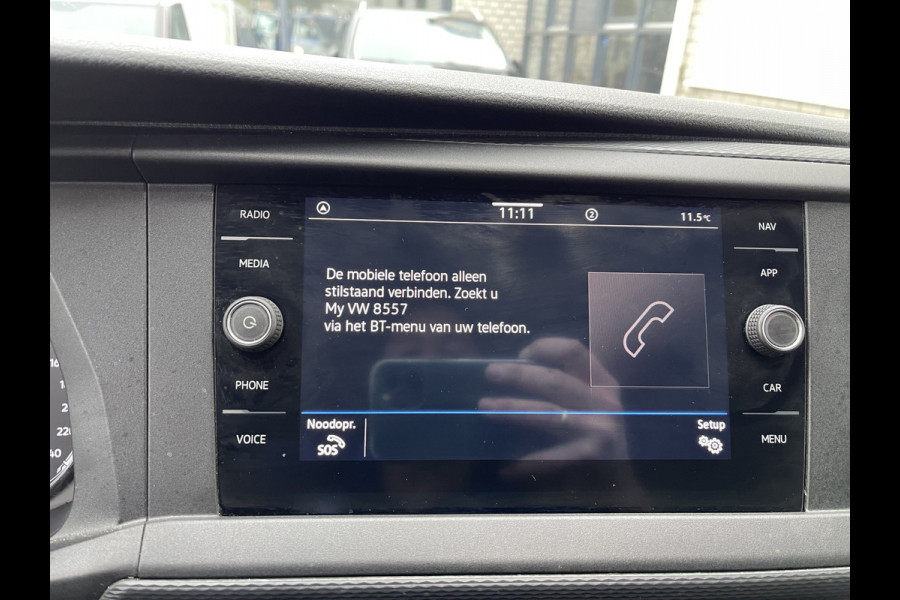 RADIO
11:11
2
11.5°C
NAV
MEDIA
APP
De mobiele telefoon alleen
stilstaand verbinden. Zoekt u
My VW 8557
via het BT-menu van uw telefoon.
PHONE
CAR
Noodopr.
SOS
Setup
VOICE
MENU
220